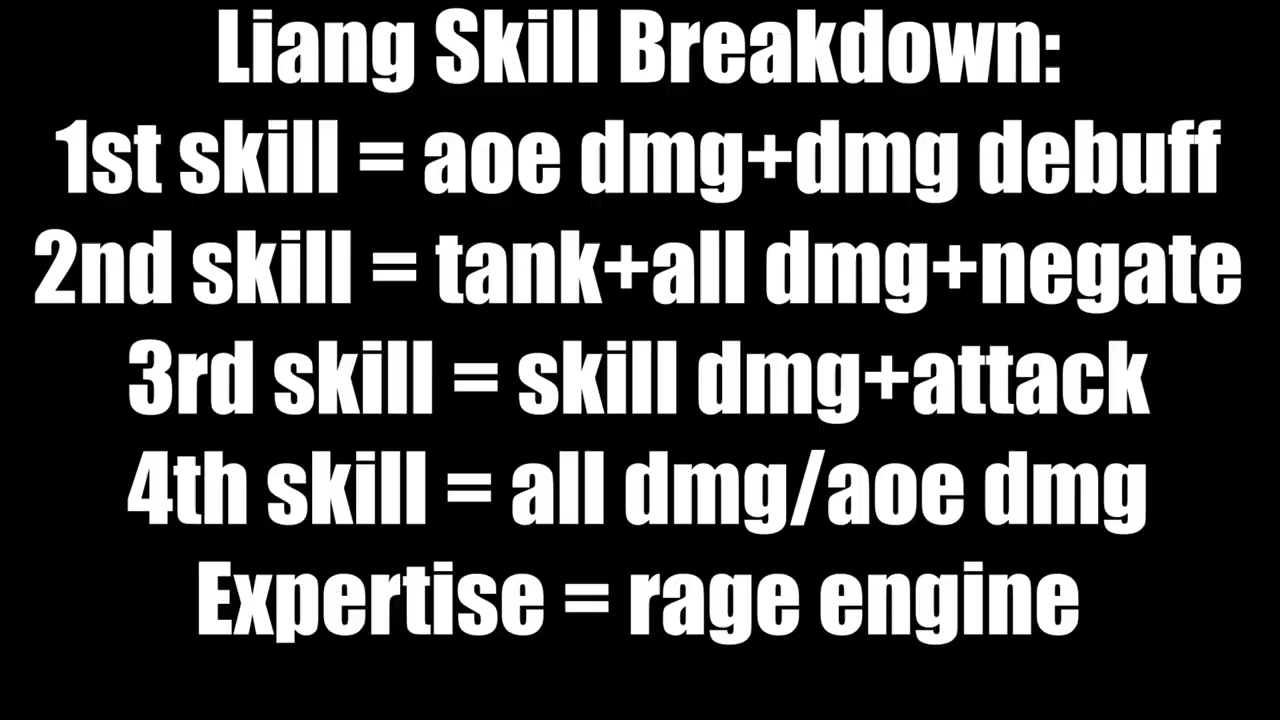 Liang Skill Breakdown:
1st skill = aoe dmg+dmg debuff
2nd skill = tank+all dmg+negate
3rd skill = skill dmg+attack
4th skill = all dmg/aoe dmg
Expertise = rage engine